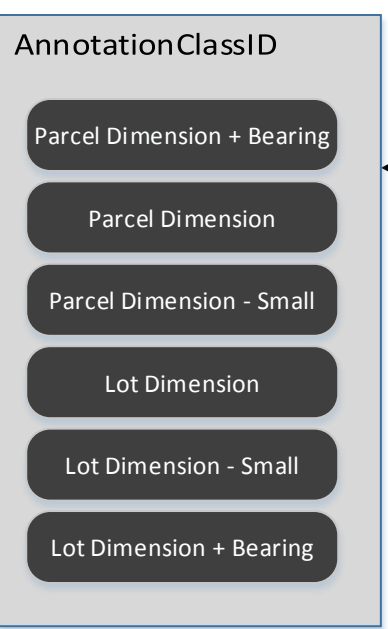 AnnotationClassID
Parcel Dimension + Bearing
Parcel Dimension
Parcel Dimension - Small
Lot Dimension
Lot Dimension - Small
Lot Dimension + Bearing